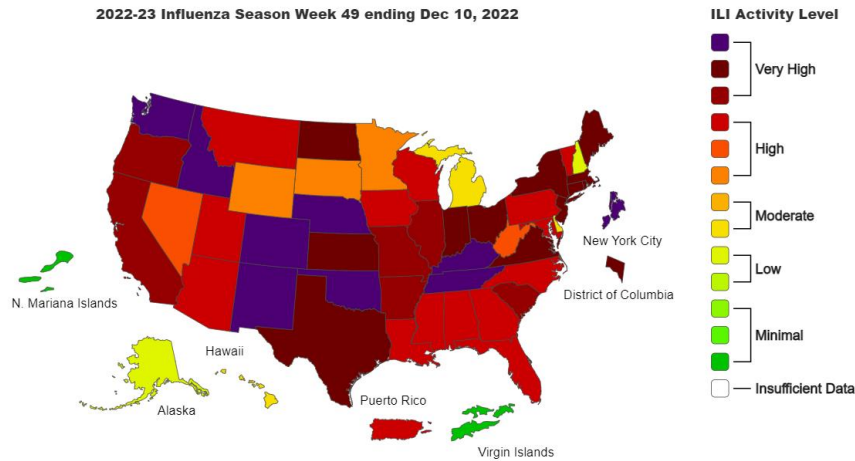 2022-23 Influenza Season Week 49 ending Dec 10, 2022
ILI Activity Level
Very High
High
Moderate
Low
Minimal
Insufficient Data
New York City
District of Columbia
N. Mariana Islands
Hawaii
Alaska
Puerto Rico
Virgin Islands